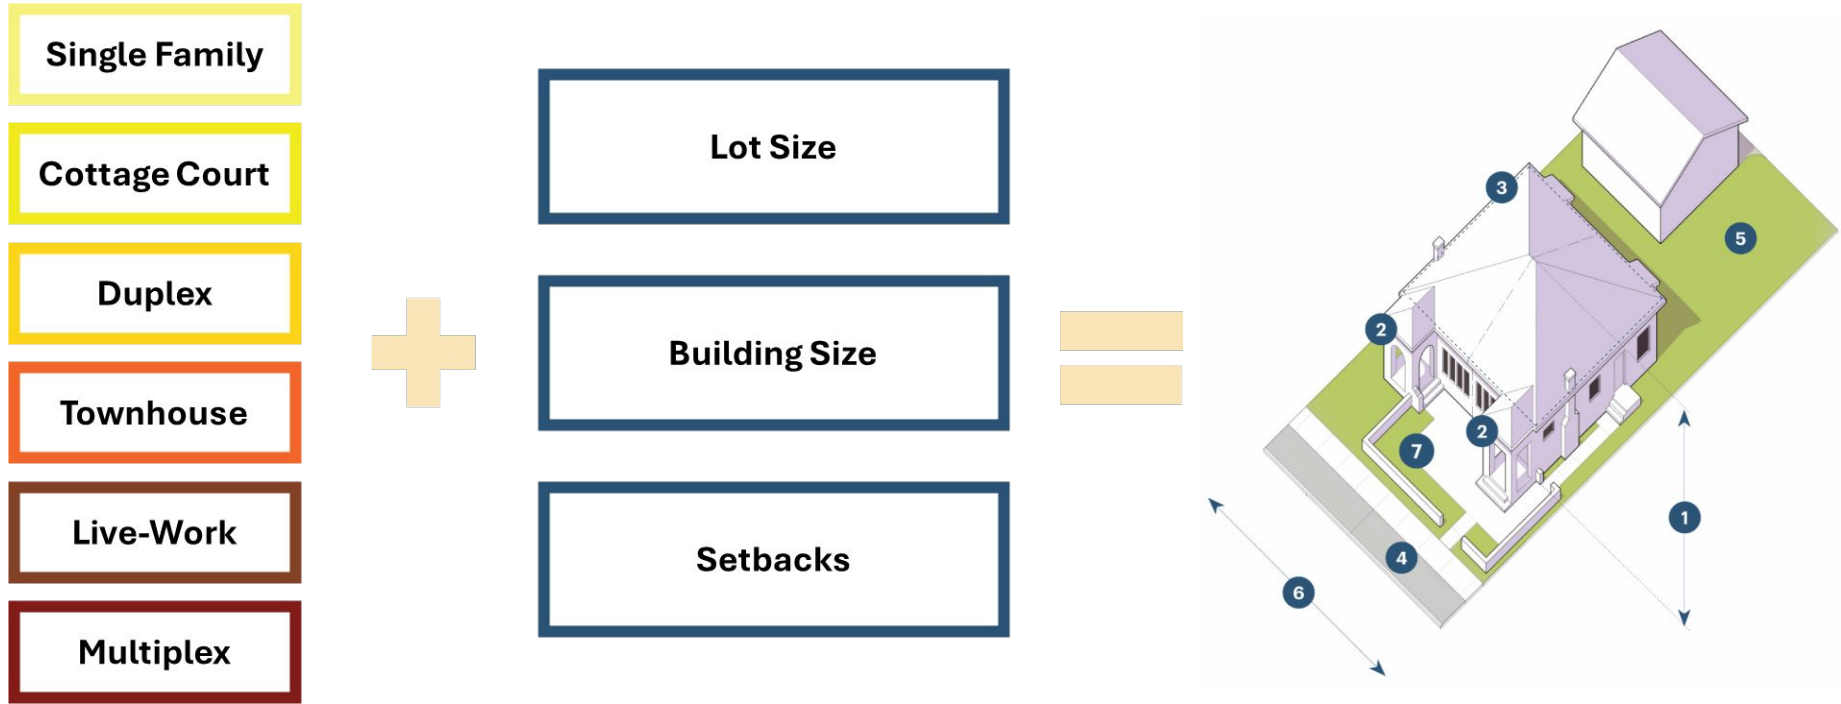 Single Family
Cottage Court
Duplex
Townhouse
Live-Work
Multiplex
Lot Size
Building Size
Setbacks
3
5
2
2
7
1
4
6